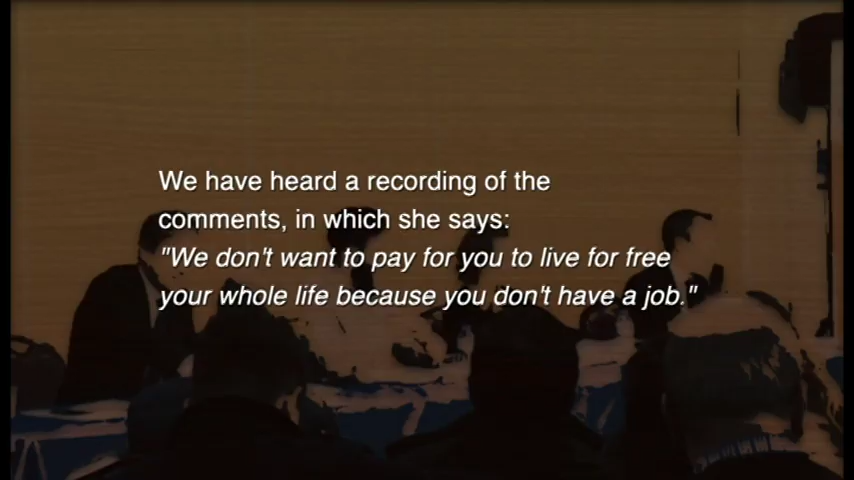 We have heard a recording of the
comments, in which she says:
"We don't want to pay for you to live for free
your whole life because you don't have a job."